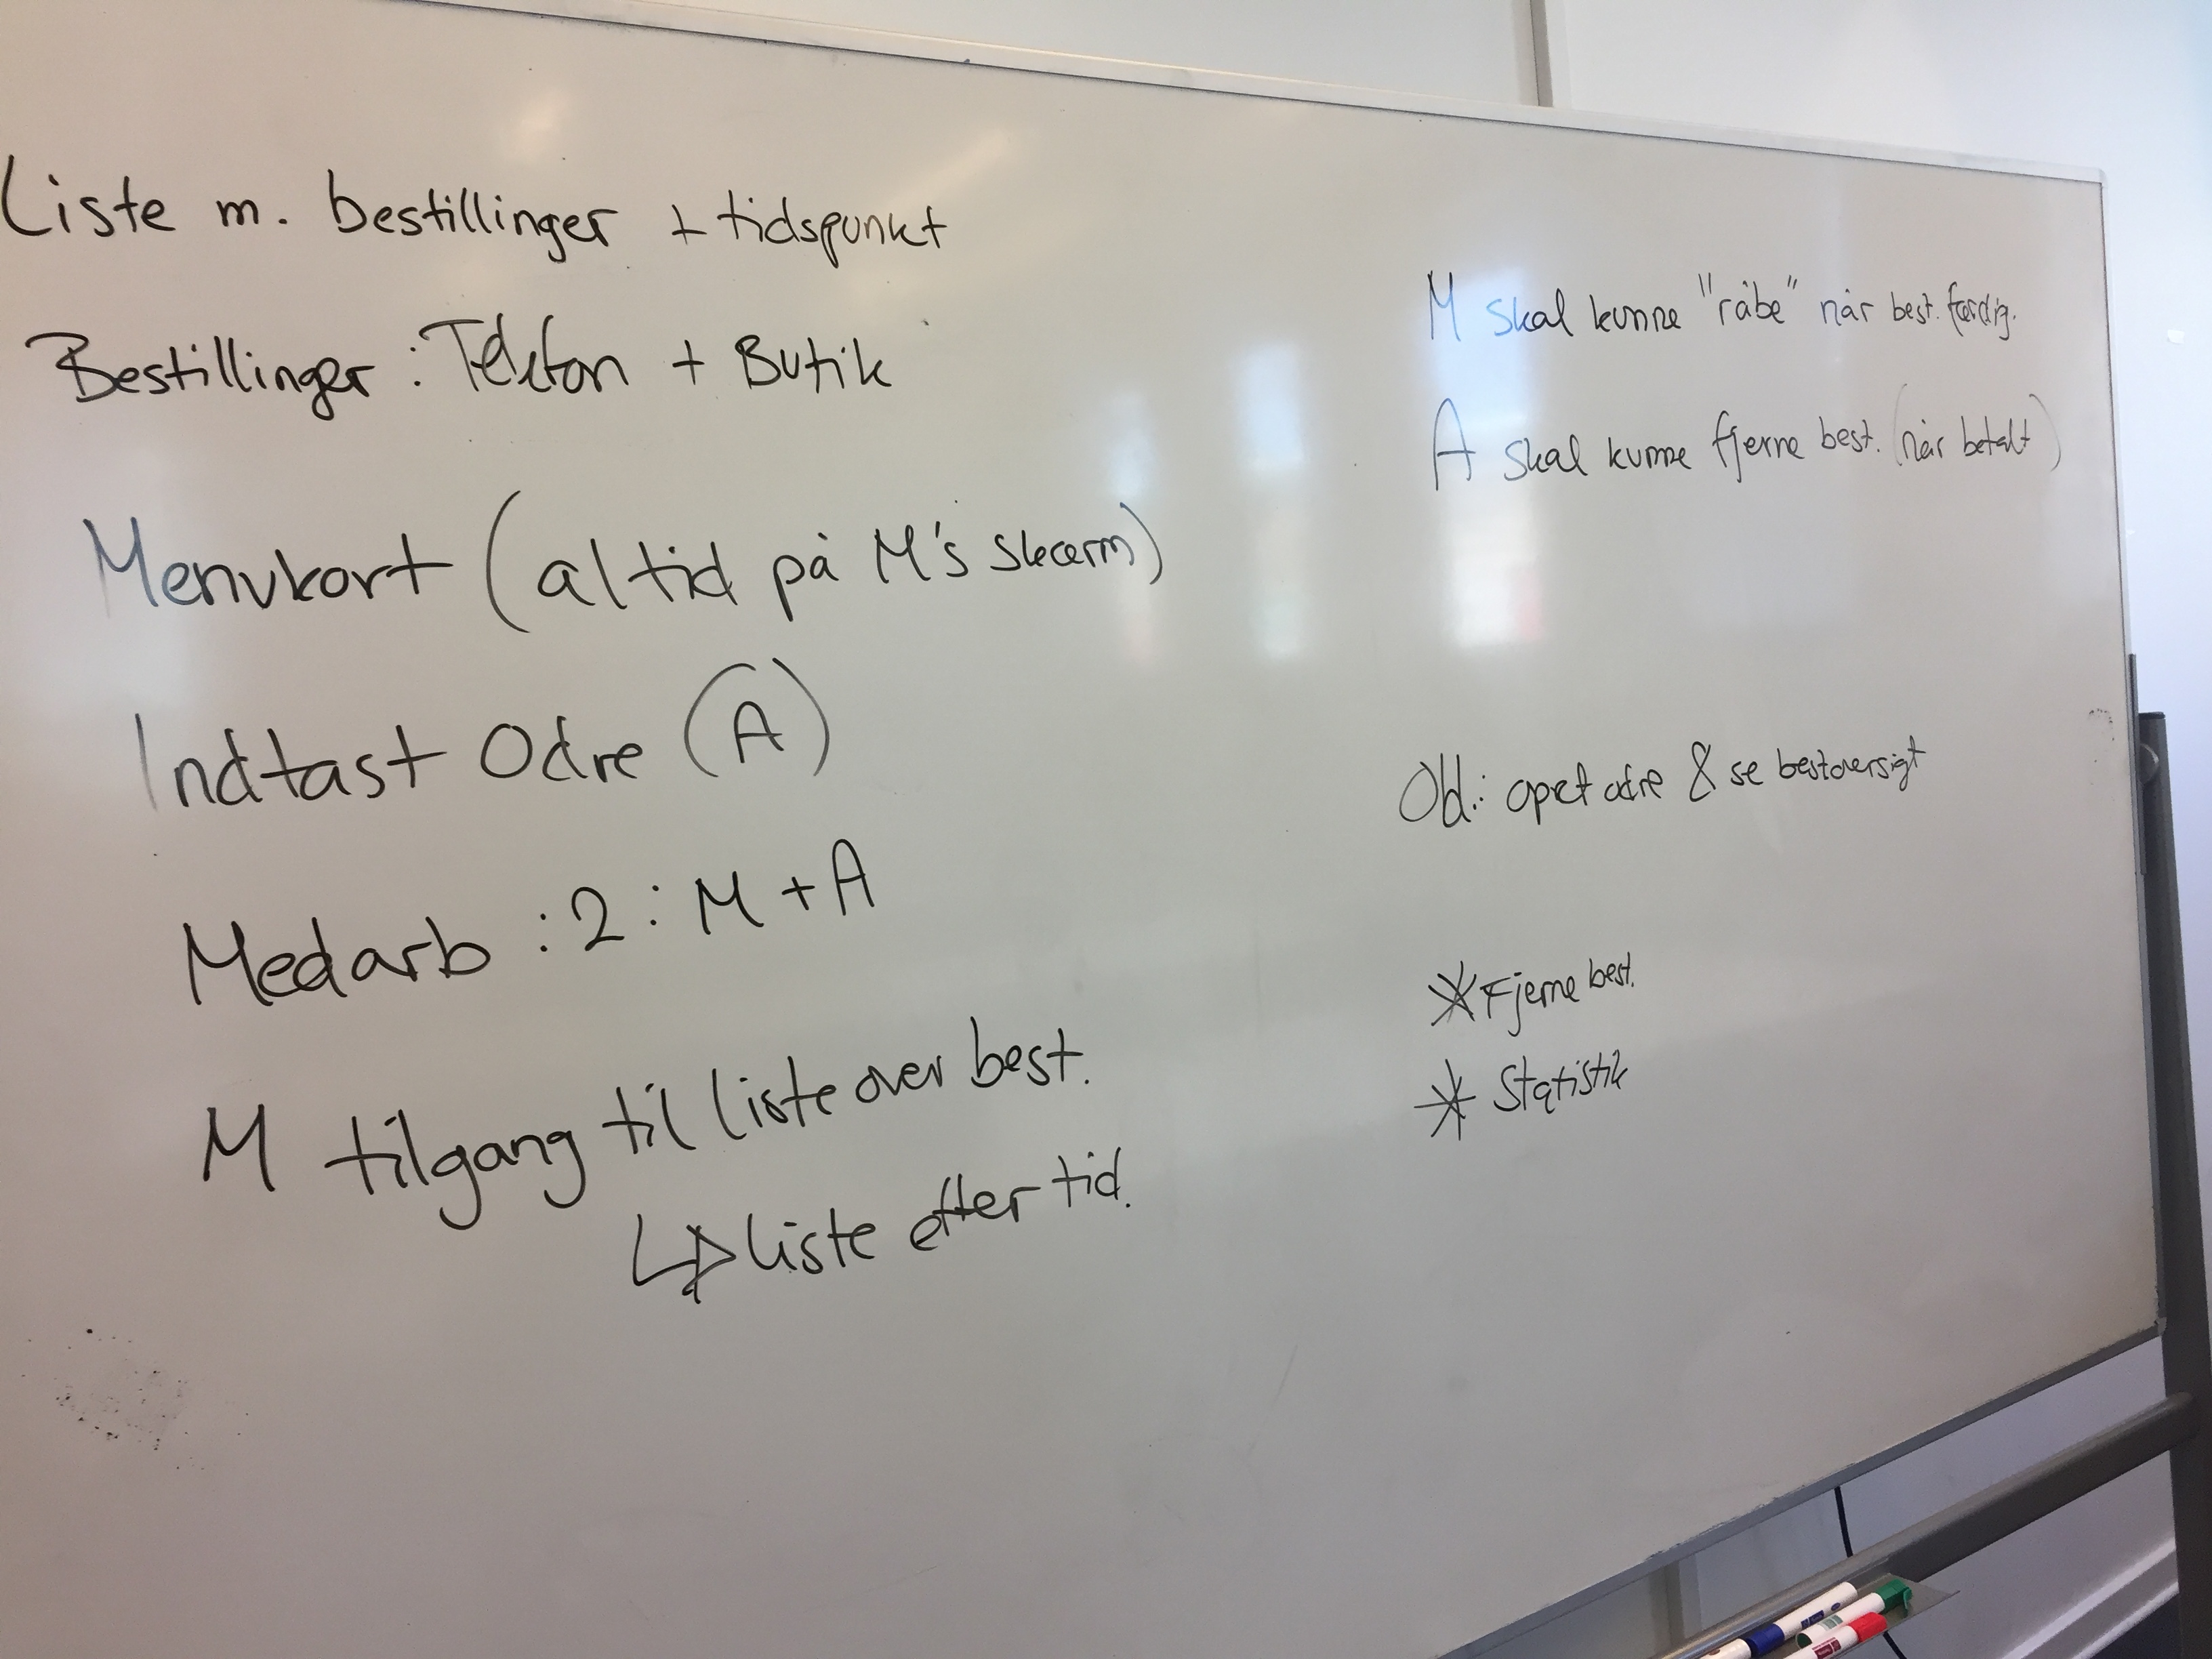 Liste m. bestillinger + tidspunkt
Bestillinger : Telefon + Butik
Menukort (altid på M's skærm)
Indtast Odre (A)
Medarb : 2 : M + A
M tilgang til liste over best.
↳ Liste efter tid.
M skal kunne "råbe" når best. færdig.
A skal kunne fjerne best. (når betalt)
Obl.: opret odre & se bestoversigt
* Fjerne best.
* Statistik